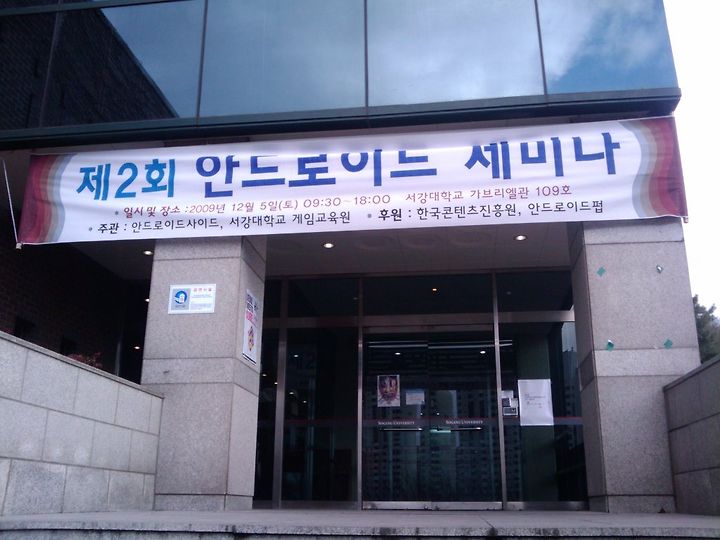 제2회 안드로이드 세미나
• 일시 및 장소 : 2009년 12월 5일(토) 09:30~18:00 서강대학교 가브리엘관 109호
• 주관 : 안드로이드사이드, 서강대학교 게임교육원 • 후원 : 한국콘텐츠진흥원, 안드로이드펍
SOGANG UNIVERSITY SOGANG UNIVERSITY